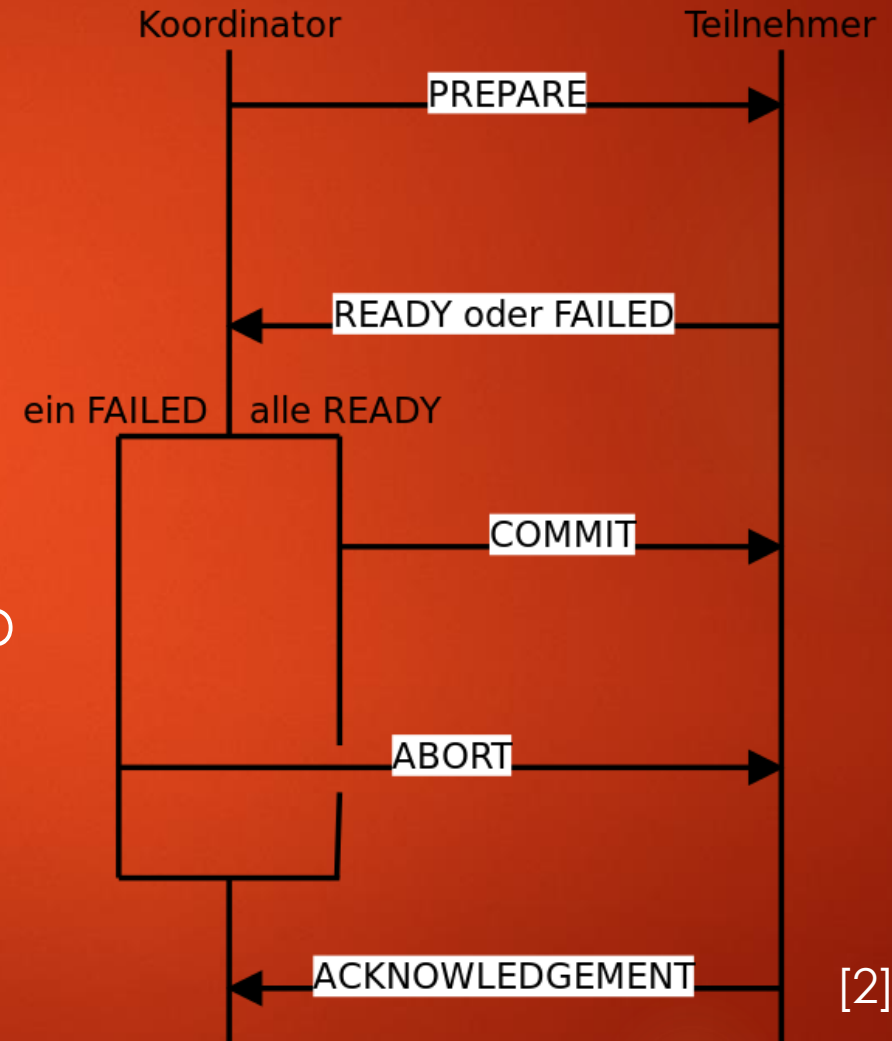 Koordinator
Teilnehmer
PREPARE
READY oder FAILED
ein FAILED
alle READY
COMMIT
ABORT
ACKNOWLEDGEMENT
[2]